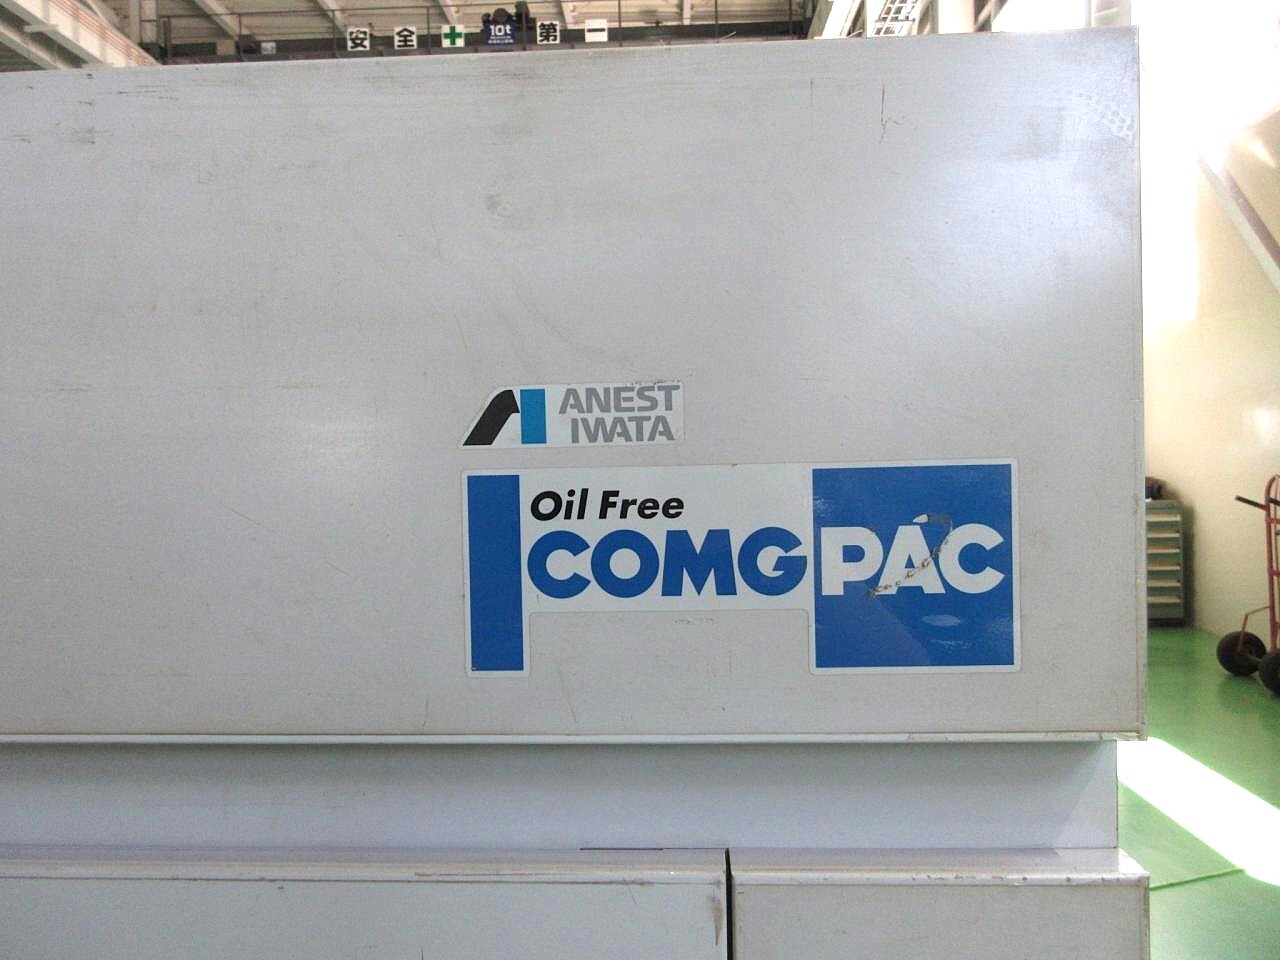 安全+ 10t 第一
ANEST
IWATA
Oil Free
COMGPAC